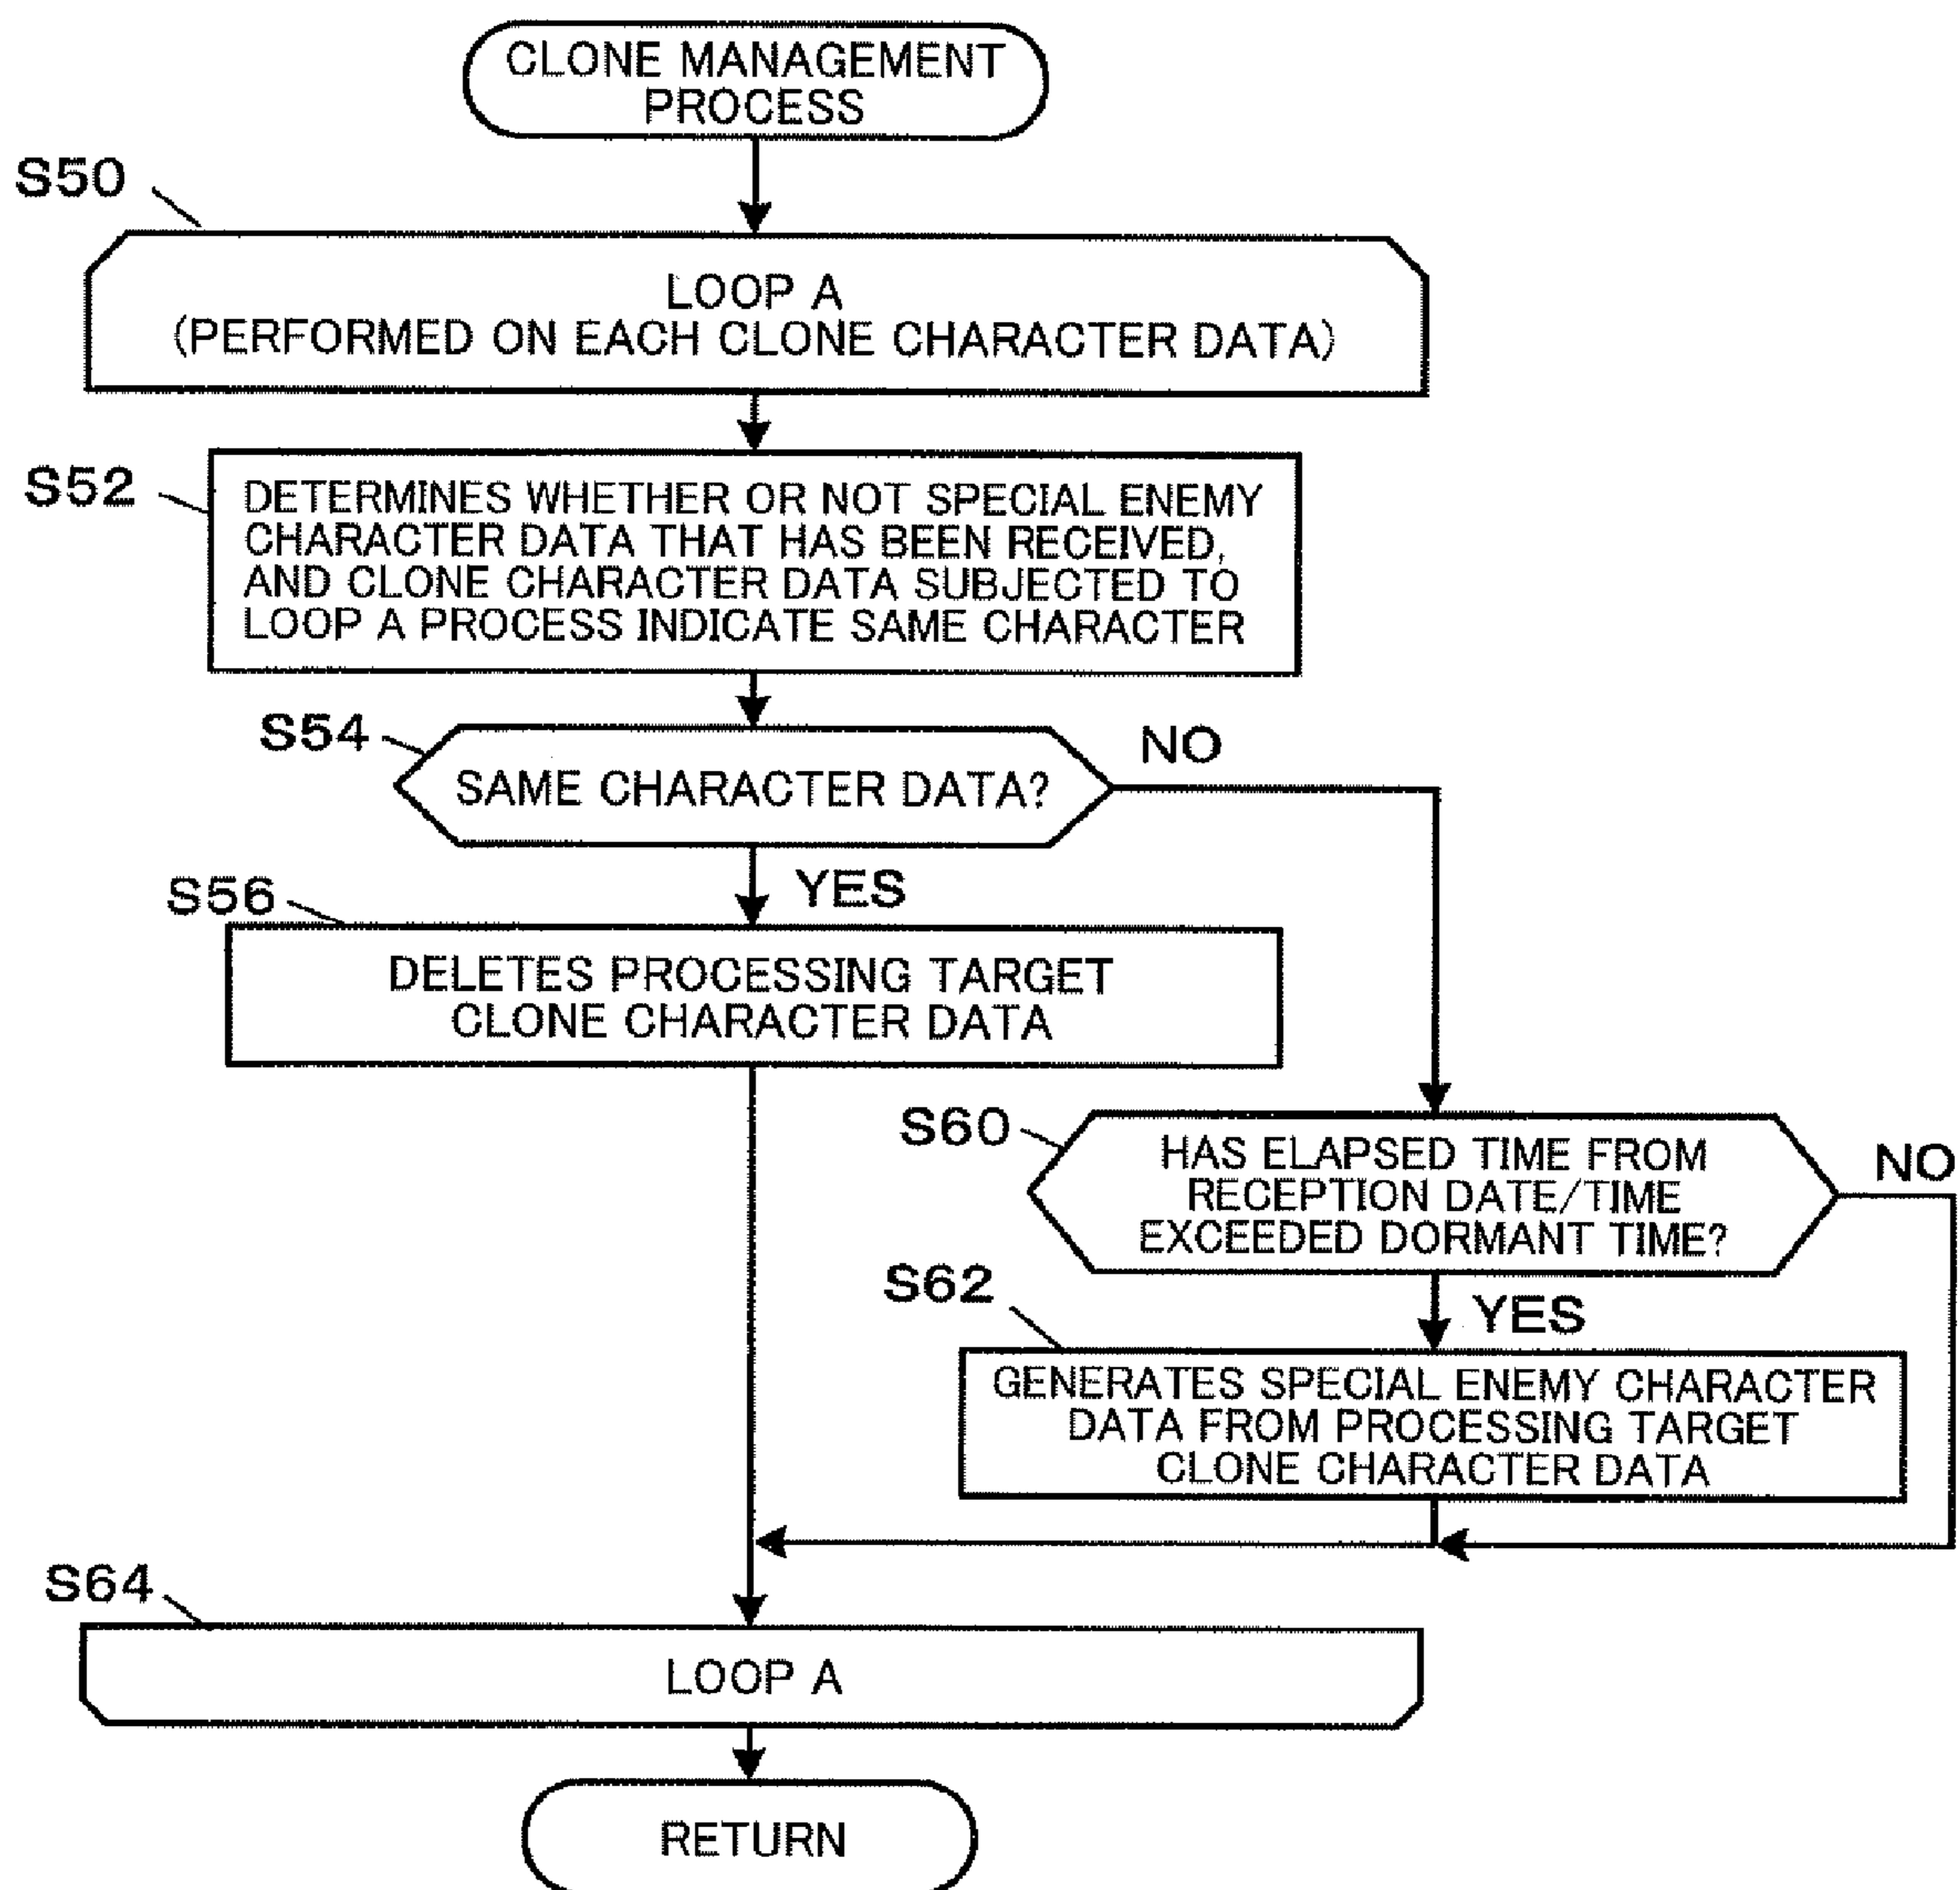 CLONE MANAGEMENT
PROCESS
S50
LOOP A
(PERFORMED ON EACH CLONE CHARACTER DATA)
S52
DETERMINES WHETHER OR NOT SPECIAL ENEMY
CHARACTER DATA THAT HAS BEEN RECEIVED,
AND CLONE CHARACTER DATA SUBJECTED TO
LOOP A PROCESS INDICATE SAME CHARACTER
S54
SAME CHARACTER DATA?
NO
YES
S56
DELETES PROCESSING TARGET
CLONE CHARACTER DATA
S60
HAS ELAPSED TIME FROM
RECEPTION DATE/TIME
EXCEEDED DORMANT TIME?
NO
YES
S62
GENERATES SPECIAL ENEMY CHARACTER
DATA FROM PROCESSING TARGET
CLONE CHARACTER DATA
S64
LOOP A
RETURN